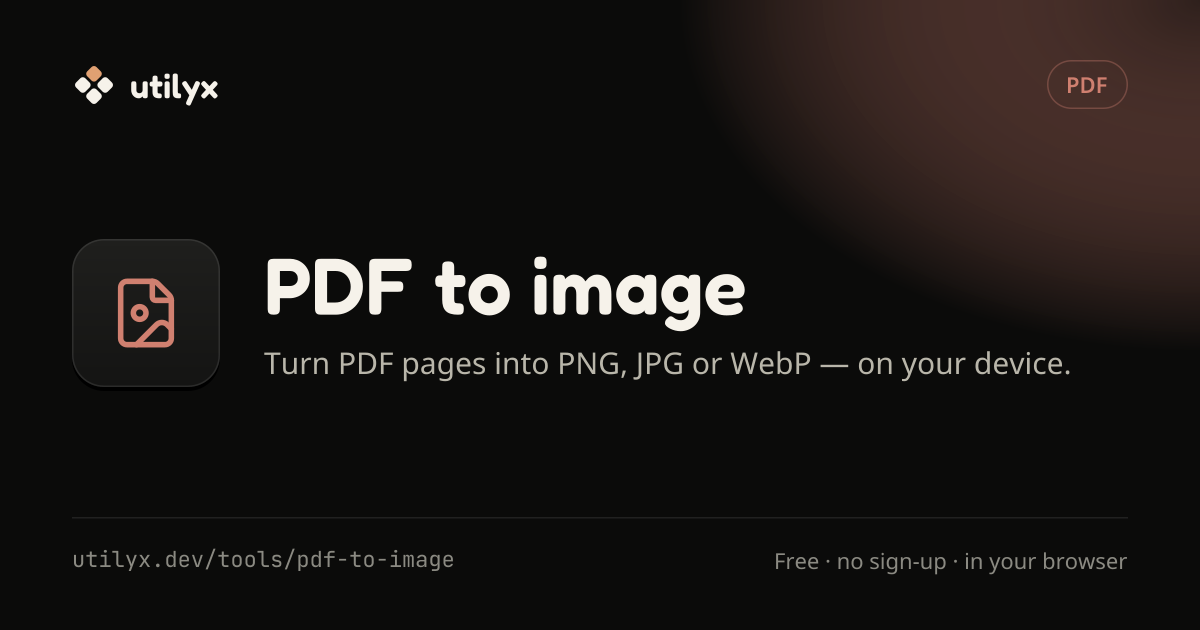 utilyx
PDF
PDF to image
Turn PDF pages into PNG, JPG or WebP — on your device.
utilyx.dev/tools/pdf-to-image
Free · no sign-up · in your browser